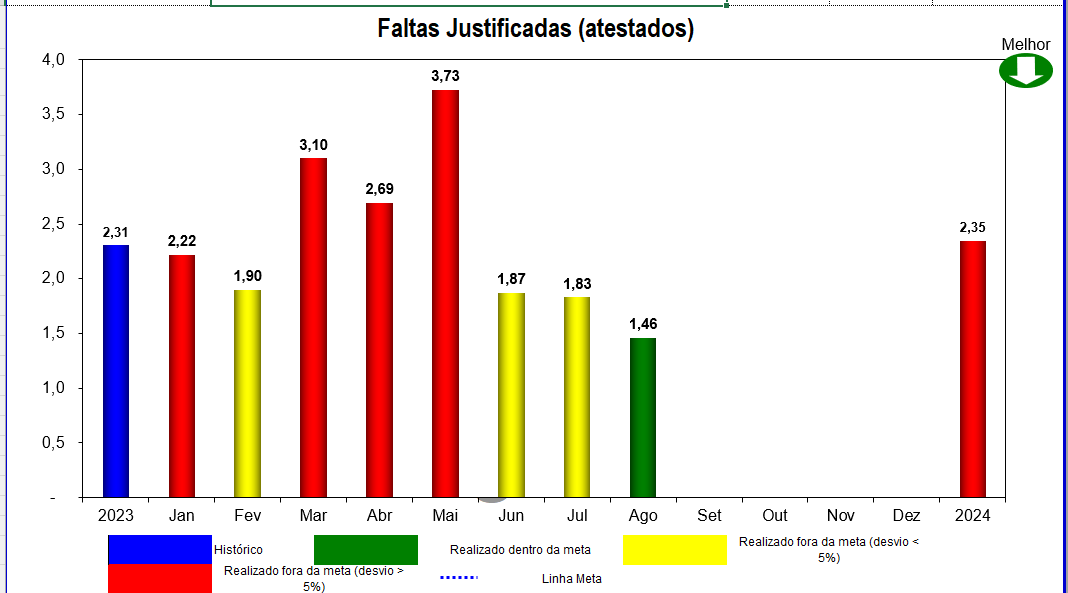 Faltas Justificadas (atestados)
Melhor
4,0
3,5
3,0
2,5
2,0
1,5
1,0
0,5
-
2,31
2,22
1,90
3,10
2,69
3,73
1,87
1,83
1,46
2,35
2023 Jan Fev Mar Abr Mai Jun Jul Ago Set Out Nov Dez 2024
Histórico
Realizado dentro da meta
Realizado fora da meta (desvio <
5%)
Realizado fora da meta (desvio >
5%)
Linha Meta